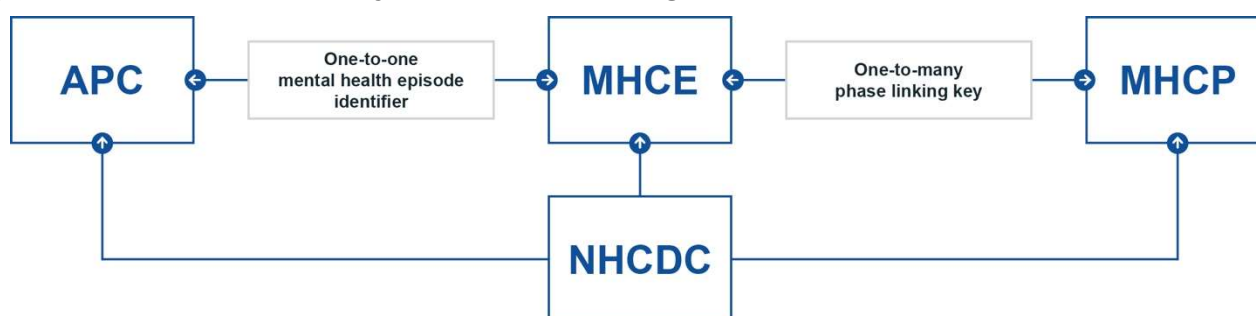 APC
One-to-one
mental health episode
identifier
MHCE
One-to-many
phase linking key
MHCP
NHCDC